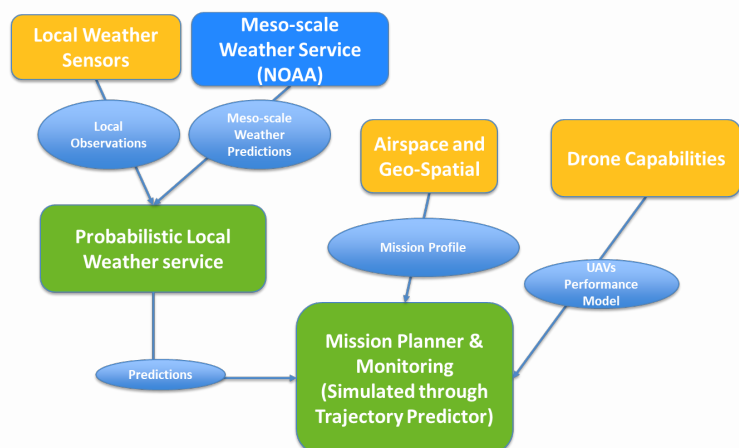 Local Weather
Sensors
Meso-scale
Weather Service
(NOAA)
Local
Observations
Meso-scale
Weather
Predictions
Airspace and
Geo-Spatial
Drone Capabilities
Probabilistic Local
Weather service
Mission Profile
UAVs
Performance
Model
Predictions
Mission Planner &
Monitoring
(Simulated through
Trajectory Predictor)